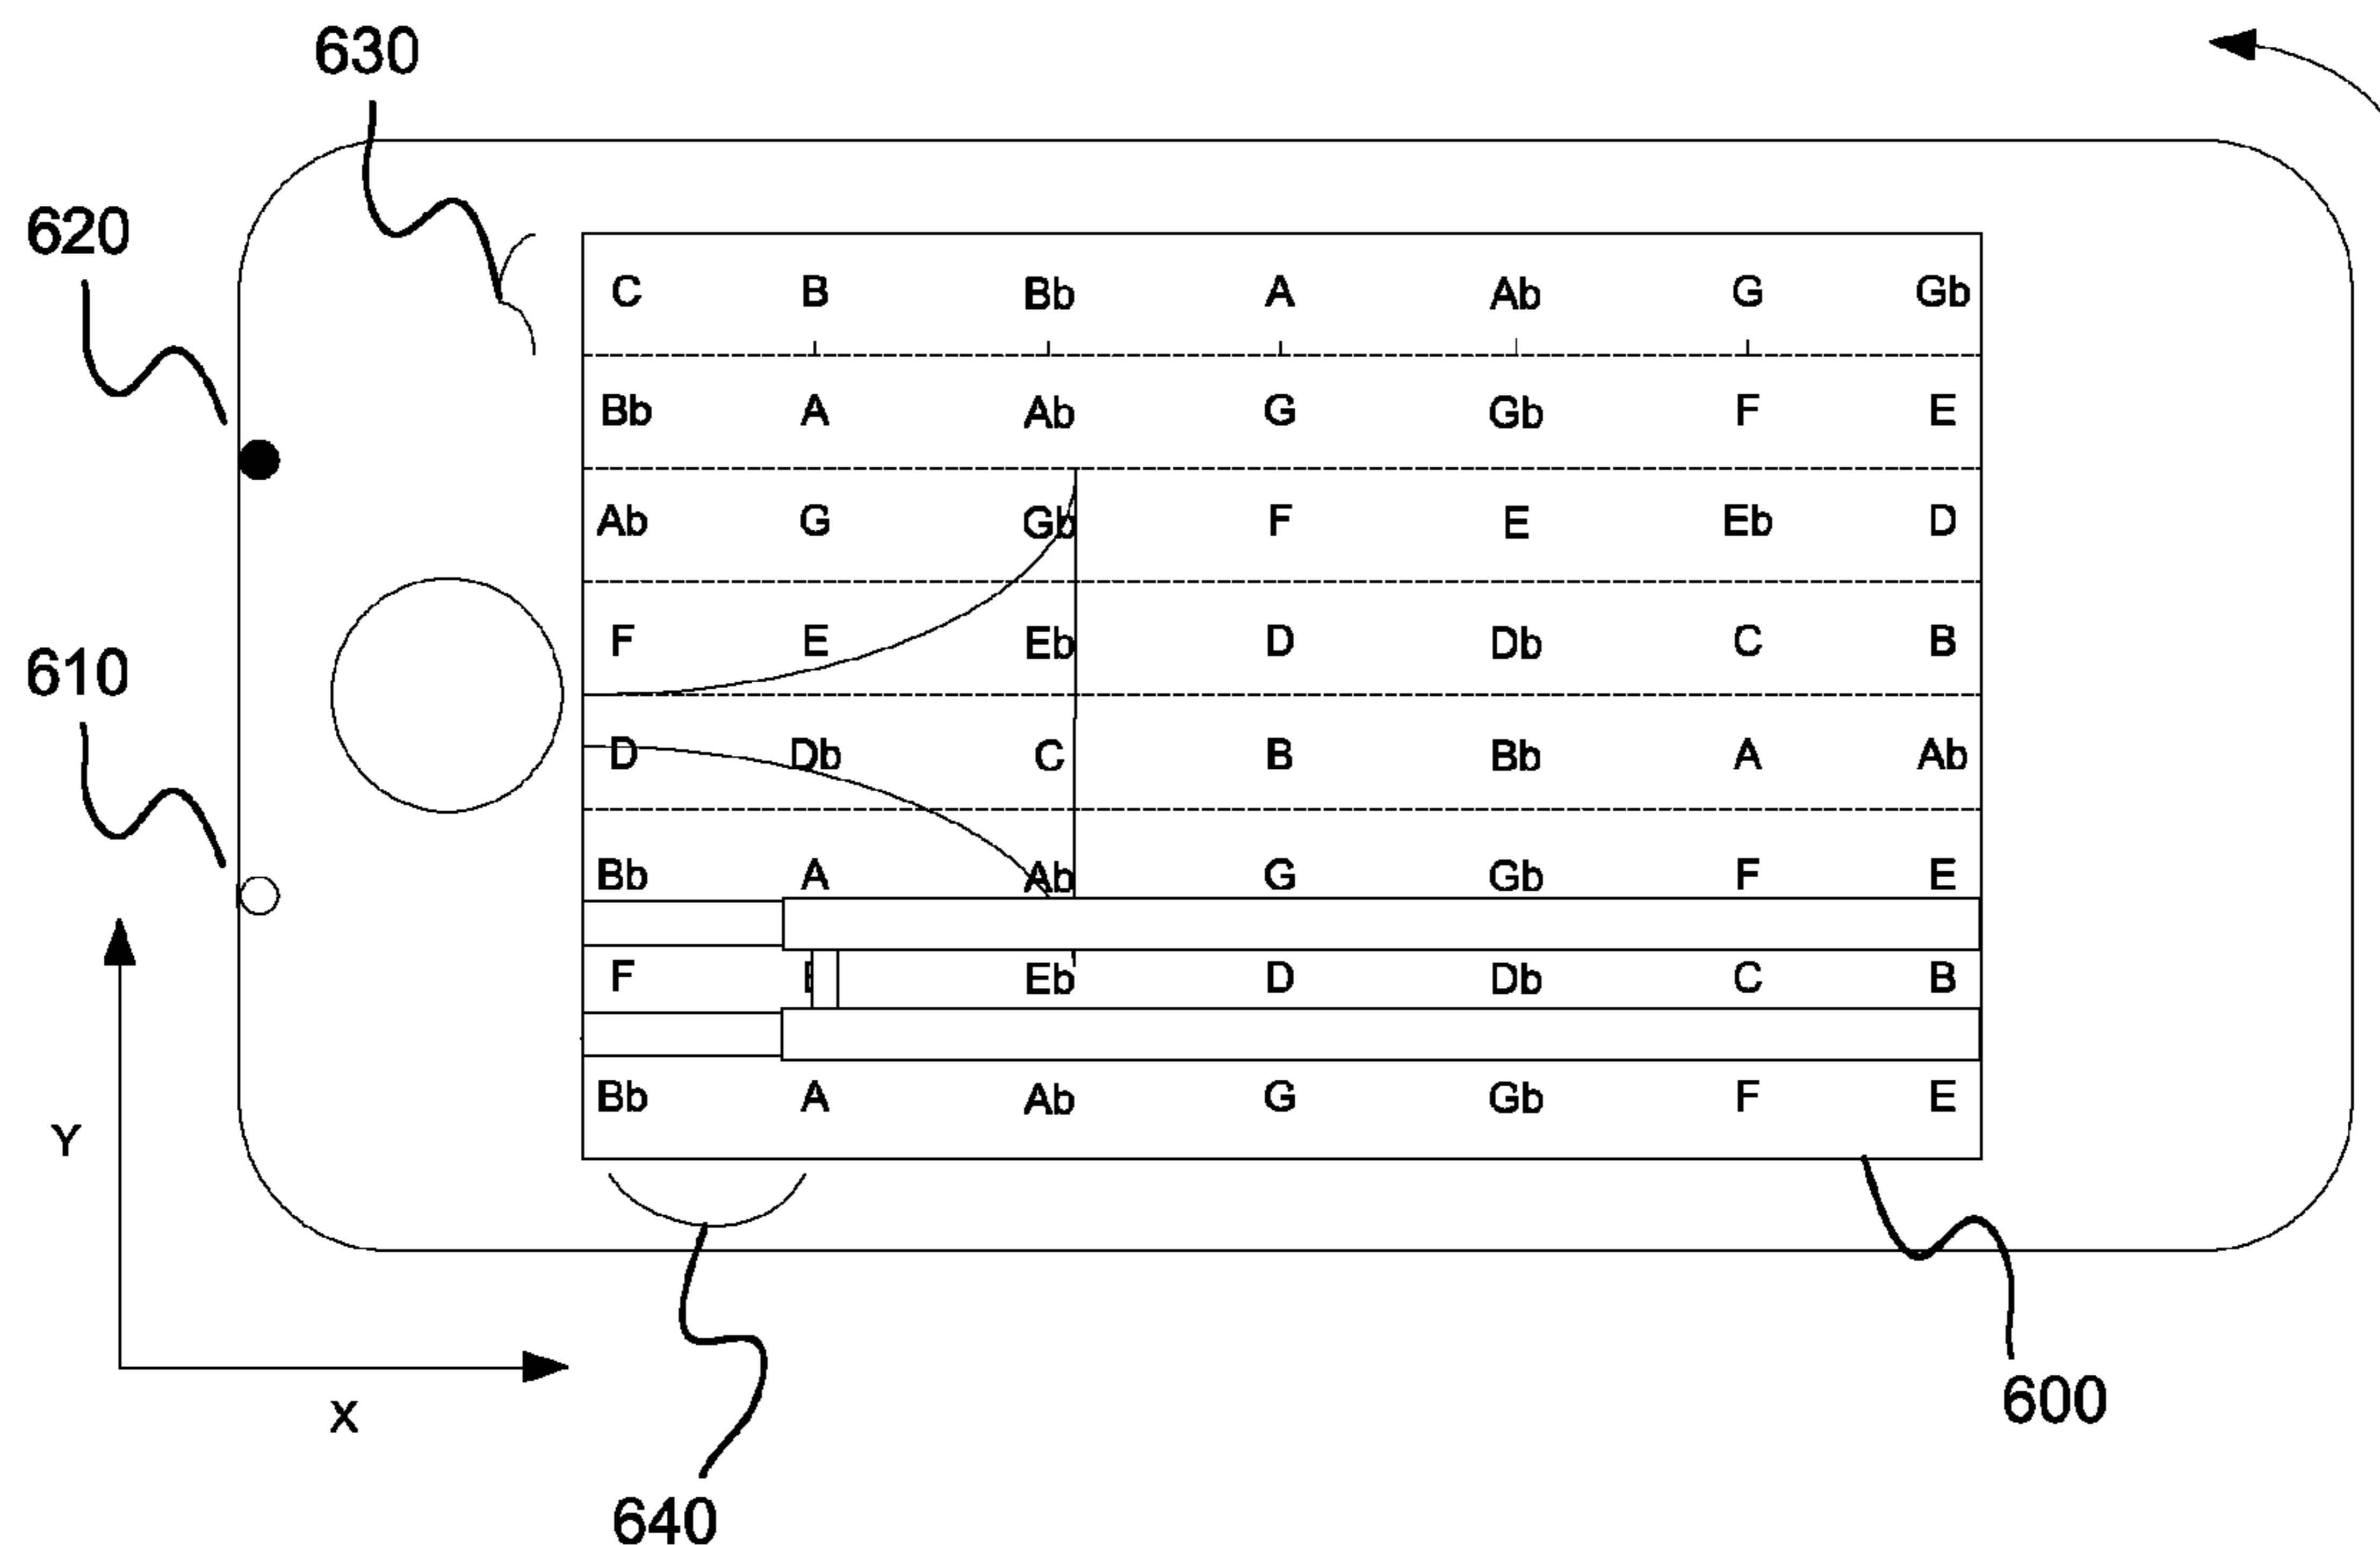 630
620
C B Bb A Ab G Gb
Bb A Ab G Gb F E
Ab G Gb F E Eb D
610
F E Eb D Db C B
D Db C B Bb A Ab
Bb A Ab G Gb F E
F Eb D Db C B
Bb A Ab G Gb F E
Y
X
600
640